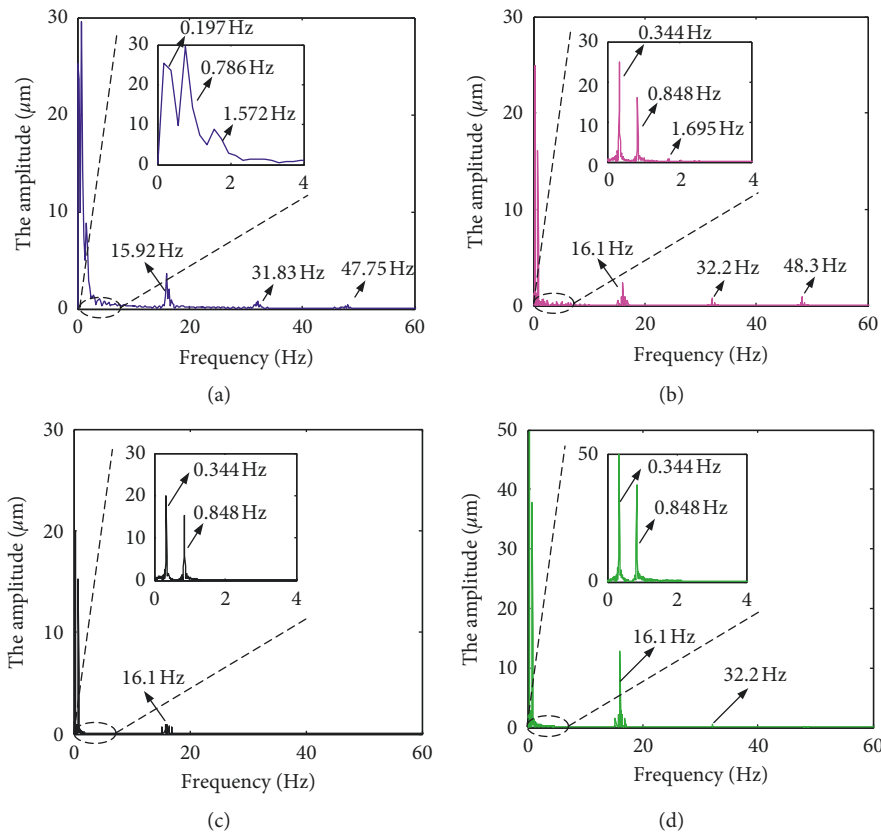 30
20
10
0
The amplitude (μm)
30
20
10
0
0 2 4
0.197 Hz
0.786 Hz
1.572 Hz
15.92 Hz
31.83 Hz
47.75 Hz
0 20 40 60
Frequency (Hz)
(a)
30
20
10
0
The amplitude (μm)
30
20
10
0
0 2 4
0.344 Hz
0.848 Hz
1.695 Hz
16.1 Hz
32.2 Hz
48.3 Hz
0 20 40 60
Frequency (Hz)
(b)
30
20
10
0
The amplitude (μm)
30
20
10
0
0 2 4
0.344 Hz
0.848 Hz
16.1 Hz
0 20 40 60
Frequency (Hz)
(c)
50
40
30
20
10
0
The amplitude (μm)
50
0
0 2 4
0.344 Hz
0.848 Hz
16.1 Hz
32.2 Hz
0 20 40 60
Frequency (Hz)
(d)